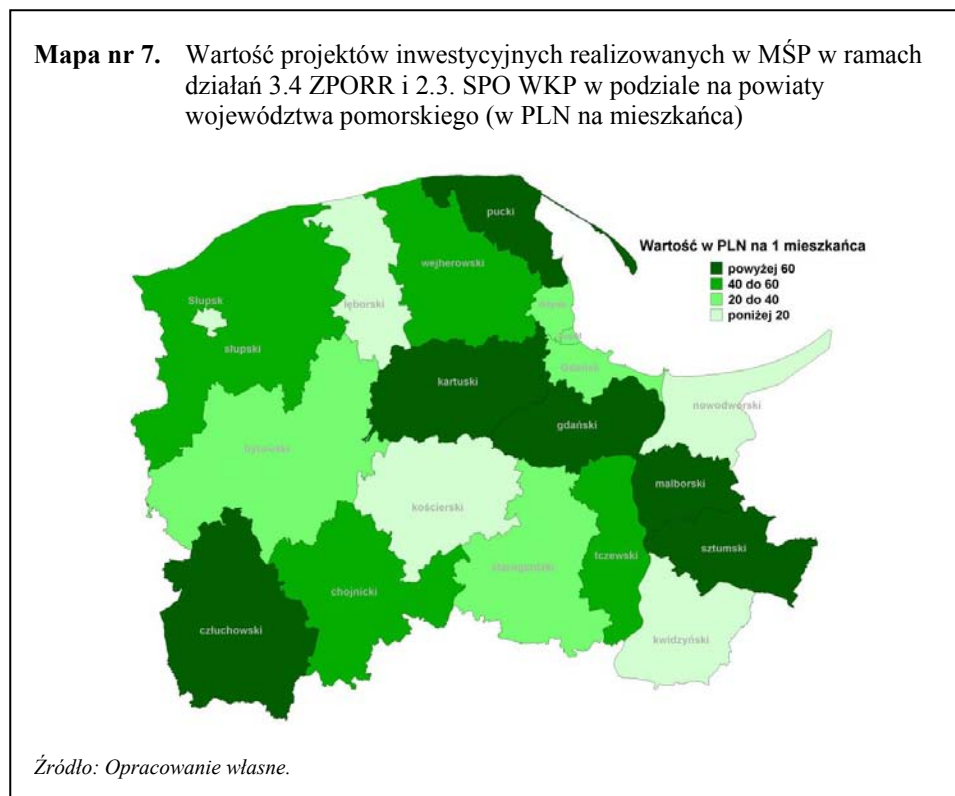 Mapa nr 7. Wartość projektów inwestycyjnych realizowanych w MŚP w ramach
działań 3.4 ZPORR i 2.3. SPO WKP w podziale na powiaty
województwa pomorskiego (w PLN na mieszkańca)
pucki
Wartość w PLN na 1 mieszkańca
powyżej 60
40 do 60
20 do 40
poniżej 20
wejherowski
Słupsk
lęborski
słupski
Gdańsk
kartuski
nowodworski
gdański
bytowski
malborski
kościerski
sztumski
tczewski
starogardzki
chojnicki
człuchowski
kwidzyński
Źródło: Opracowanie własne.